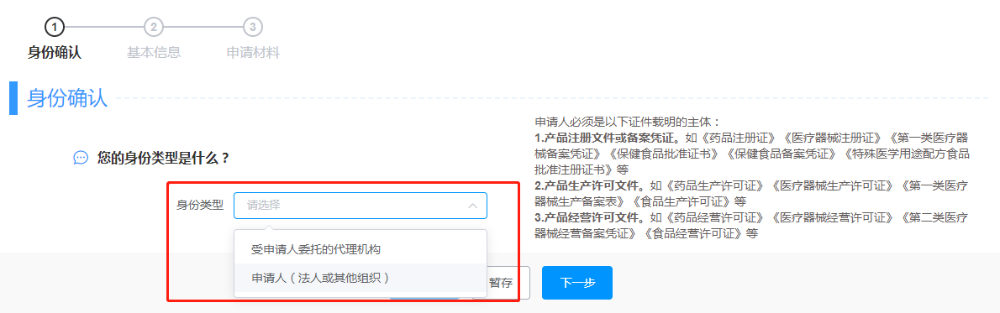 1
2
3
身份确认
基本信息
申请材料
身份确认
您的身份类型是什么？
身份类型
请选择
受申请人委托的代理机构
申请人（法人或其他组织）
申请人必须是以下证件载明的主体：
1.产品注册文件或备案凭证。如《药品注册证》《医疗器械注册证》《第一类医疗器
械备案凭证》《保健食品批准证书》《保健食品备案凭证》《特殊医学用途配方食品
批准注册证书》等
2.产品生产许可文件。如《药品生产许可证》《医疗器械生产许可证》《第一类医疗
器械生产备案表》《食品生产许可证》等
3.产品经营许可文件。如《药品经营许可证》《医疗器械经营许可证》《第二类医疗
器械经营备案凭证》《食品经营许可证》等
暂存
下一步